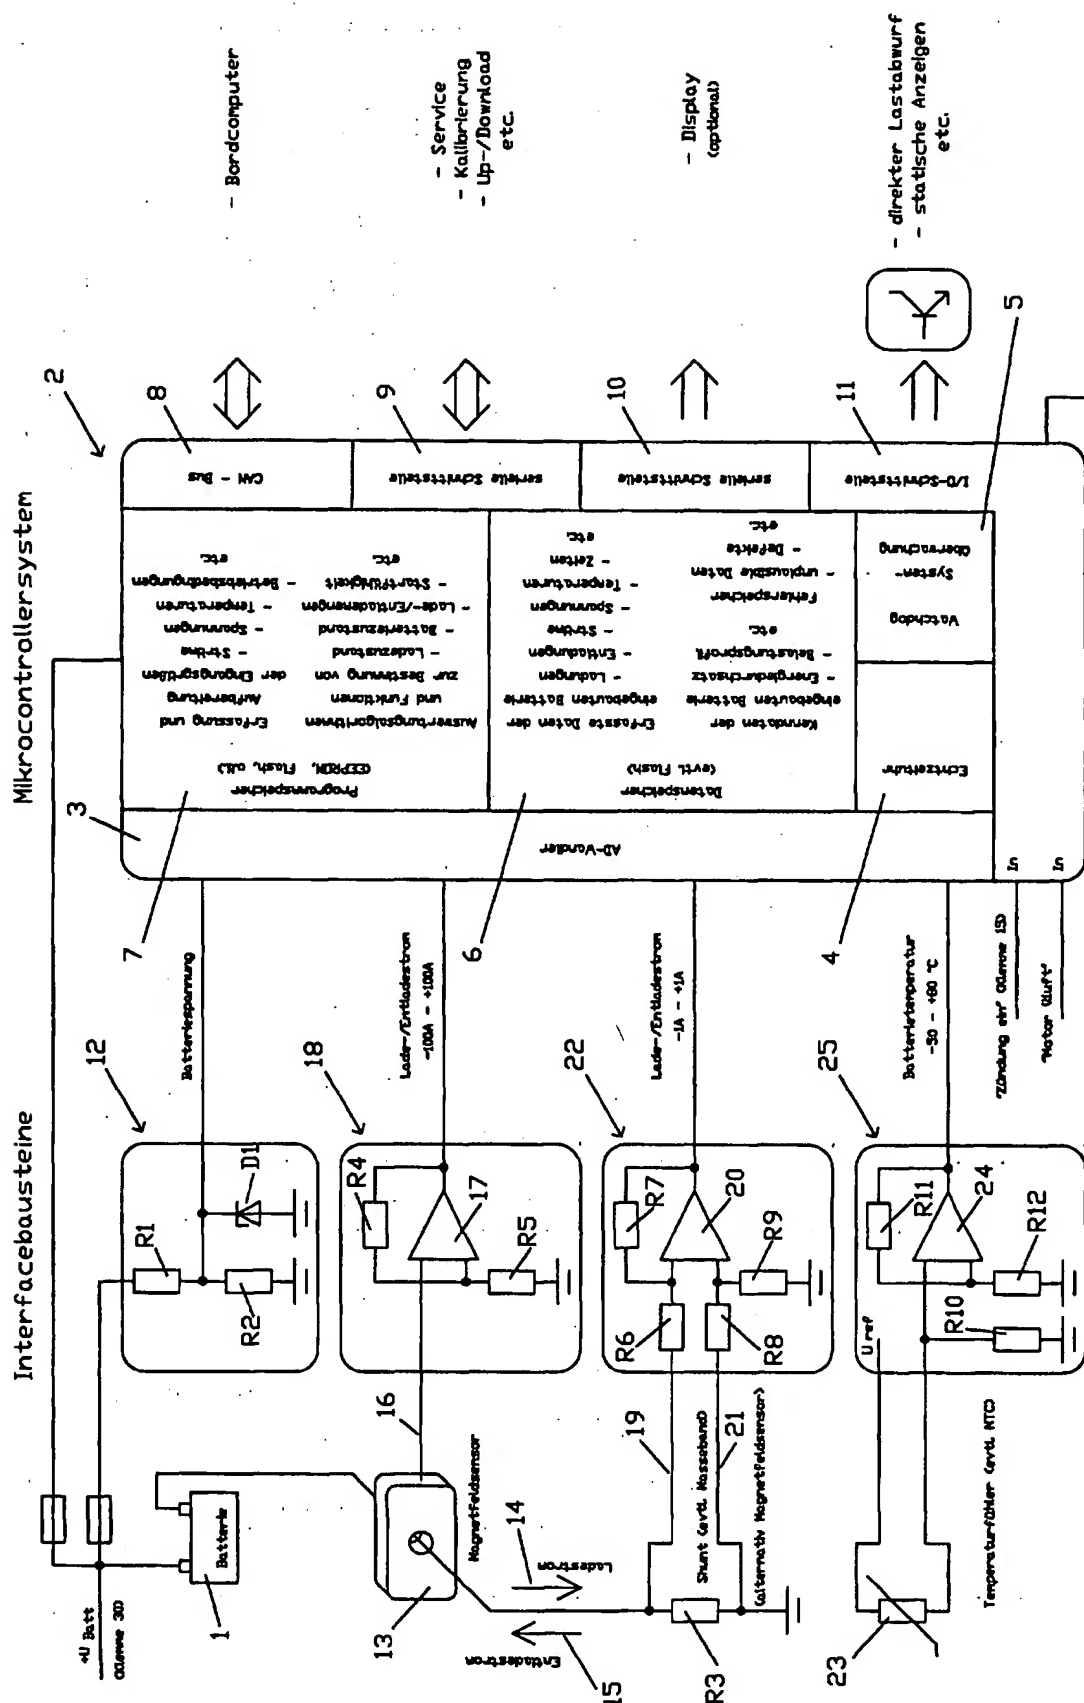 Interfacebausteine
Mikrocontrollersystem
+U Batt
(Klemme 30)
1
Batterie
12
R1
R2
D1
Batteriespannung
Magnetfeldsensor
13
14
Ladestrom
15
Entladestrom
16
17
18
R4
R5
Lade-/Entladestrom
-100A - +100A
R3
Shunt (evtl. Masseband)
(alternativ Magnetfeldsensor)
19
20
21
22
R6
R7
R8
R9
Lade-/Entladestrom
-1A - +1A
23
Temperaturfühler (evtl. NTC)
24
25
U ref
R10
R11
R12
Batterietemperatur
-30 - +80 °C
"Zündung ein" (Klemme 15)
"Motor läuft"
2
3
AD-Wandler
7
Programmspeicher
(EEPROM, Flash, o.ä.)
Erfassung und
Aufbereitung
der Eingangsgrößen
- Ströme
- Spannungen
- Temperaturen
- Betriebsbedingungen
etc.
Auswertungsalgorithmen
und Funktionen
zur Bestimmung von
- Ladezustand
- Batteriezustand
- Lade-/Entlademengen
- Startfähigkeit
etc.
6
Datenspeicher
(evtl. Flash)
Erfasste Daten der
eingebauten Batterie
- Ladungen
- Entladungen
- Ströme
- Spannungen
- Temperaturen
- Zeiten
etc.
Kenndaten der
eingebauten Batterie
- Energiedurchsatz
- Belastungsprofil
etc.
Fehlerspeicher
unplausible Daten
- Defekte
etc.
4
Echtzeituhr
5
Watchdog
System-
Überwachung
8
CAN - Bus
9
serielle Schnittstelle
10
serielle Schnittstelle
11
I/O-Schnittstelle
- Bordcomputer
- Service
- Kalibrierung
- Up-/Download
etc.
- Display
(optional)
- direkter Lastabwurf
- statische Anzeigen
etc.